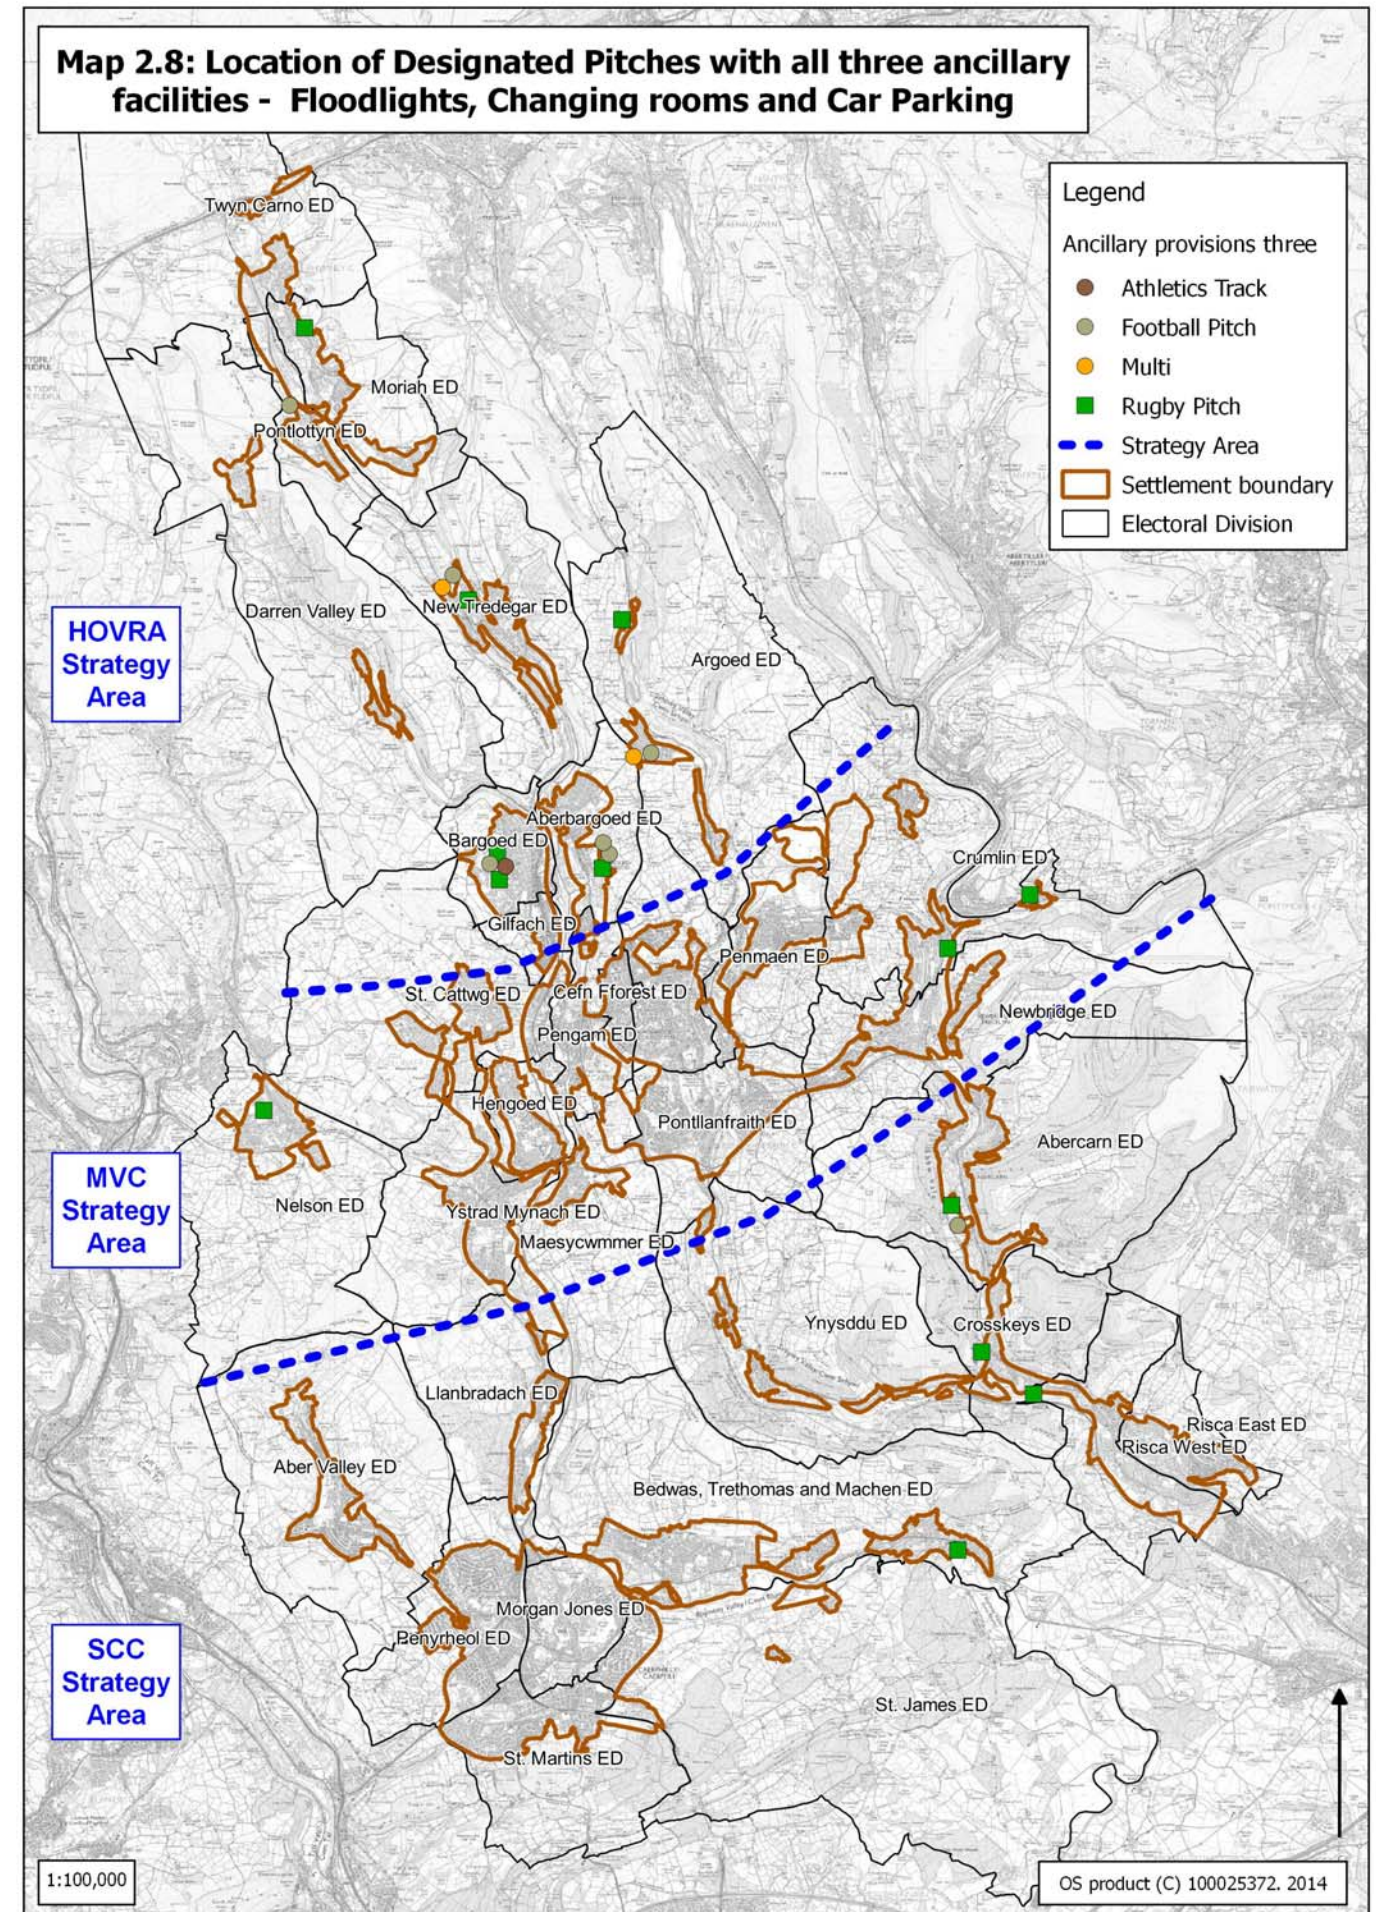 Map 2.8: Location of Designated Pitches with all three ancillary
facilities - Floodlights, Changing rooms and Car Parking
Legend
Ancillary provisions three
Athletics Track
Football Pitch
Multi
Rugby Pitch
Strategy Area
Settlement boundary
Electoral Division
Twyn Carno ED
Moriah ED
Pontlottyn ED
Darren Valley ED
New Tredegar ED
HOVRA
Strategy
Area
Argoed ED
Aberbargoed ED
Bargoed ED
Crumlin ED
Gilfach ED
Penmaen ED
St. Cattwg ED
Cefn Fforest ED
Newbridge ED
Pengam ED
Hengoed ED
Pontllanfraith ED
Abercarn ED
MVC
Strategy
Area
Nelson ED
Ystrad Mynach ED
Maesycwmmer ED
Ynysddu ED
Crosskeys ED
Llanbradach ED
Risca East ED
Risca West ED
Aber Valley ED
Bedwas, Trethomas and Machen ED
Morgan Jones ED
Penyrheol ED
SCC
Strategy
Area
St. James ED
St. Martins ED
1:100,000
OS product (C) 100025372. 2014